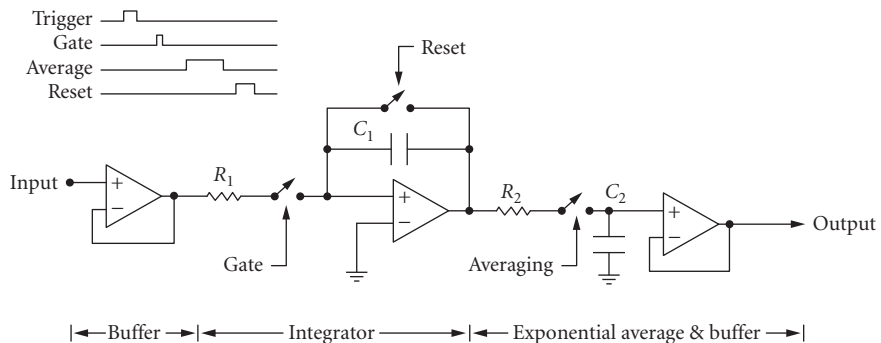 Trigger
Gate
Average
Reset
Reset
C1
Input
+
−
R1
Gate
+
−
R2
Averaging
C2
+
−
Output
Buffer
Integrator
Exponential average & buffer